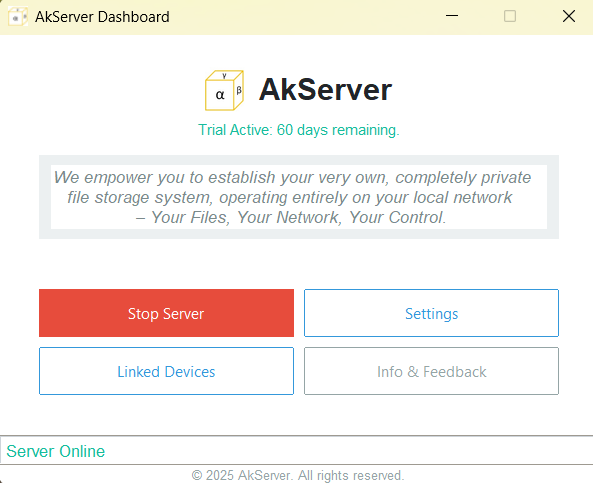 AkServer Dashboard
γ
α
β
AkServer
Trial Active: 60 days remaining.
We empower you to establish your very own, completely private
file storage system, operating entirely on your local network
– Your Files, Your Network, Your Control.
Stop Server
Settings
Linked Devices
Info & Feedback
Server Online
© 2025 AkServer. All rights reserved.